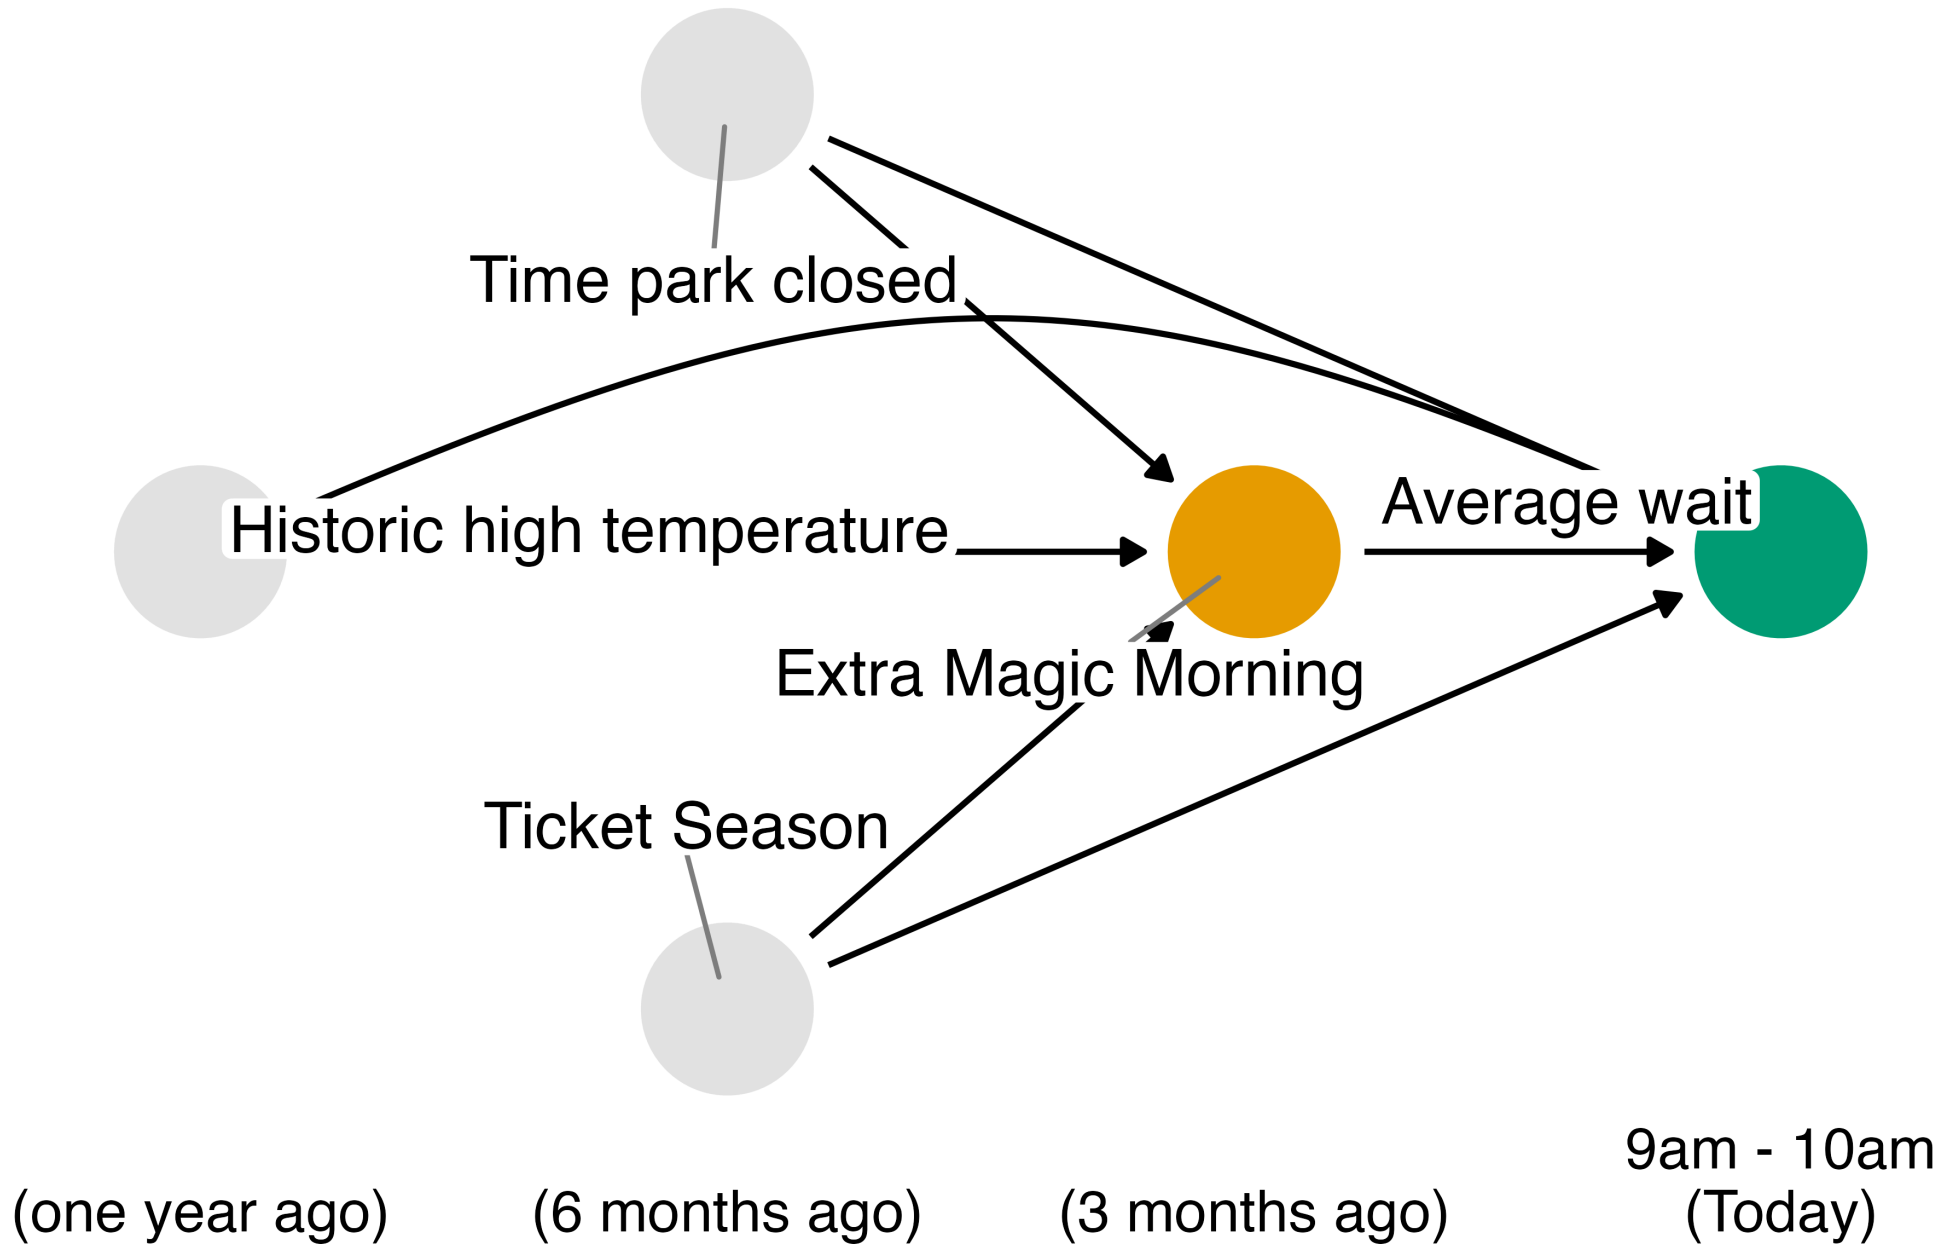 Time park closed
Average wait
Historic high temperature
Extra Magic Morning
Ticket Season
9am - 10am
(one year ago)
(6 months ago)
(3 months ago)
(Today)